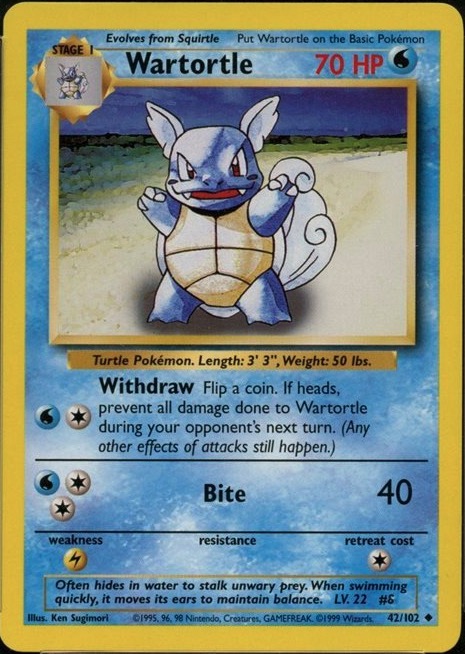 Evolves from Squirtle Put Wartortle on the Basic Pokémon
STAGE 1
Wartortle 70 HP
Turtle Pokémon. Length: 3' 3", Weight: 50 lbs.
Withdraw Flip a coin. If heads,
prevent all damage done to Wartortle
during your opponent's next turn. (Any
other effects of attacks still happen.)
Bite 40
weakness resistance retreat cost
Often hides in water to stalk unwary prey. When swimming
quickly, it moves its ears to maintain balance. LV. 22 #6
Illus. Ken Sugimori ©1995, 96, 98 Nintendo, Creatures, GAMEFREAK. ©1999 Wizards. 42/102 ◆